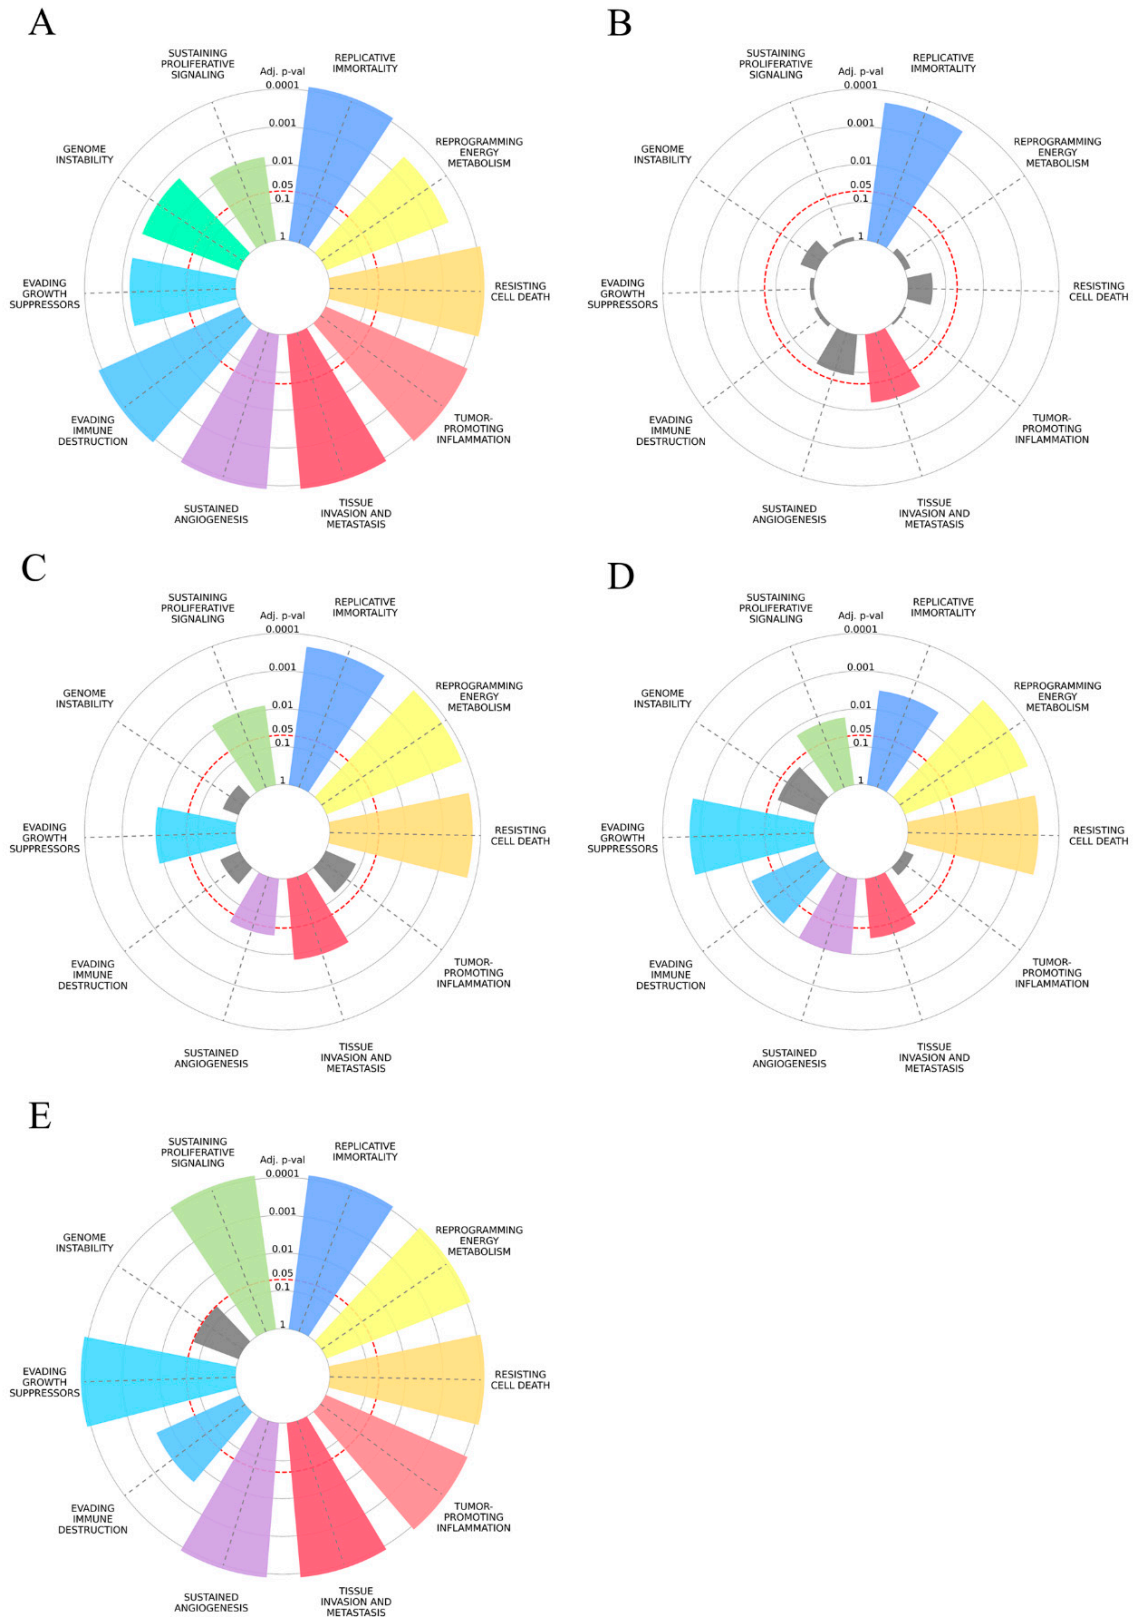 A
SUSTAINING
PROLIFERATIVE
SIGNALING
Adj. p-val
0.0001
0.001
0.01
0.05
0.1
1
REPLICATIVE
IMMORTALITY
REPROGRAMMING
ENERGY
METABOLISM
RESISTING
CELL DEATH
TUMOR-
PROMOTING
INFLAMMATION
TISSUE
INVASION AND
METASTASIS
SUSTAINED
ANGIOGENESIS
EVADING
IMMUNE
DESTRUCTION
EVADING
GROWTH
SUPPRESSORS
GENOME
INSTABILITY
B
SUSTAINING
PROLIFERATIVE
SIGNALING
Adj. p-val
0.0001
0.001
0.01
0.05
0.1
1
REPLICATIVE
IMMORTALITY
REPROGRAMMING
ENERGY
METABOLISM
RESISTING
CELL DEATH
TUMOR-
PROMOTING
INFLAMMATION
TISSUE
INVASION AND
METASTASIS
SUSTAINED
ANGIOGENESIS
EVADING
IMMUNE
DESTRUCTION
EVADING
GROWTH
SUPPRESSORS
GENOME
INSTABILITY
C
SUSTAINING
PROLIFERATIVE
SIGNALING
Adj. p-val
0.0001
0.001
0.01
0.05
0.1
1
REPLICATIVE
IMMORTALITY
REPROGRAMMING
ENERGY
METABOLISM
RESISTING
CELL DEATH
TUMOR-
PROMOTING
INFLAMMATION
TISSUE
INVASION AND
METASTASIS
SUSTAINED
ANGIOGENESIS
EVADING
IMMUNE
DESTRUCTION
EVADING
GROWTH
SUPPRESSORS
GENOME
INSTABILITY
D
SUSTAINING
PROLIFERATIVE
SIGNALING
Adj. p-val
0.0001
0.001
0.01
0.05
0.1
1
REPLICATIVE
IMMORTALITY
REPROGRAMMING
ENERGY
METABOLISM
RESISTING
CELL DEATH
TUMOR-
PROMOTING
INFLAMMATION
TISSUE
INVASION AND
METASTASIS
SUSTAINED
ANGIOGENESIS
EVADING
IMMUNE
DESTRUCTION
EVADING
GROWTH
SUPPRESSORS
GENOME
INSTABILITY
E
SUSTAINING
PROLIFERATIVE
SIGNALING
Adj. p-val
0.0001
0.001
0.01
0.05
0.1
1
REPLICATIVE
IMMORTALITY
REPROGRAMMING
ENERGY
METABOLISM
RESISTING
CELL DEATH
TUMOR-
PROMOTING
INFLAMMATION
TISSUE
INVASION AND
METASTASIS
SUSTAINED
ANGIOGENESIS
EVADING
IMMUNE
DESTRUCTION
EVADING
GROWTH
SUPPRESSORS
GENOME
INSTABILITY